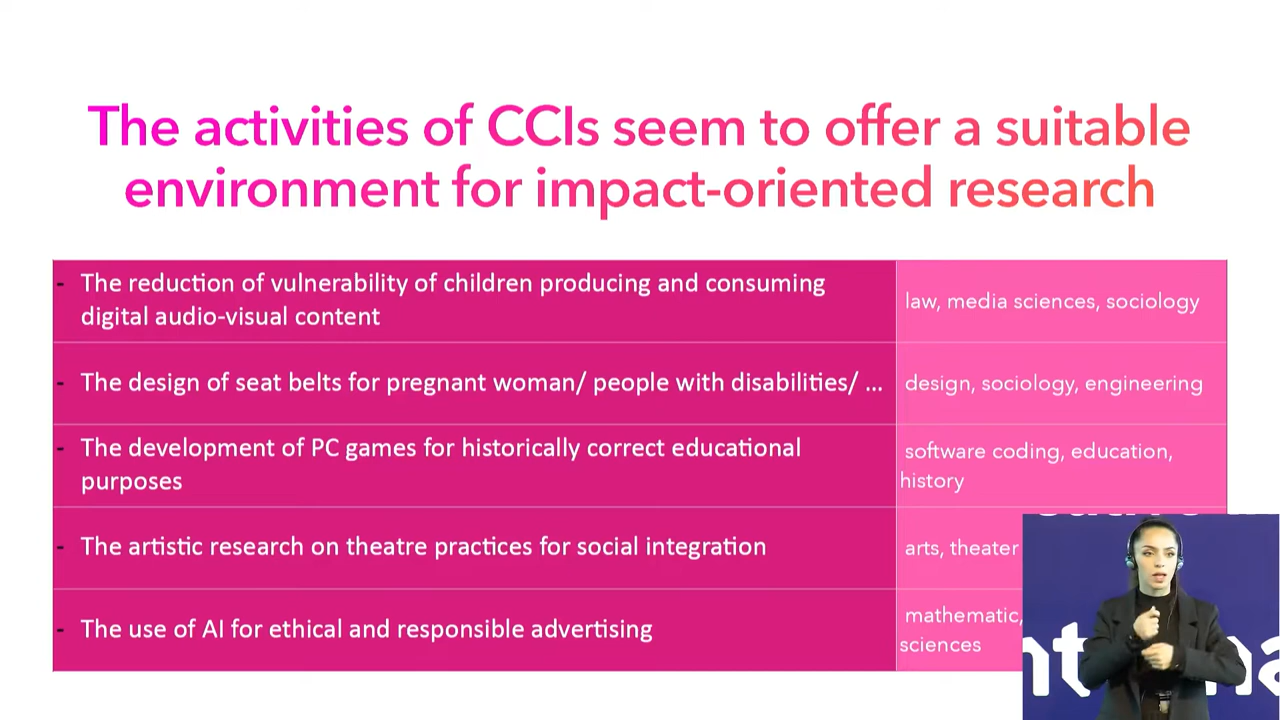 The activities of CCIs seem to offer a suitable
environment for impact-oriented research
- The reduction of vulnerability of children producing and consuming
digital audio-visual content
law, media sciences, sociology
- The design of seat belts for pregnant woman/ people with disabilities/ ...
design, sociology, engineering
- The development of PC games for historically correct educational
purposes
software coding, education,
history
- The artistic research on theatre practices for social integration
arts, theater
- The use of AI for ethical and responsible advertising
mathematic,
sciences